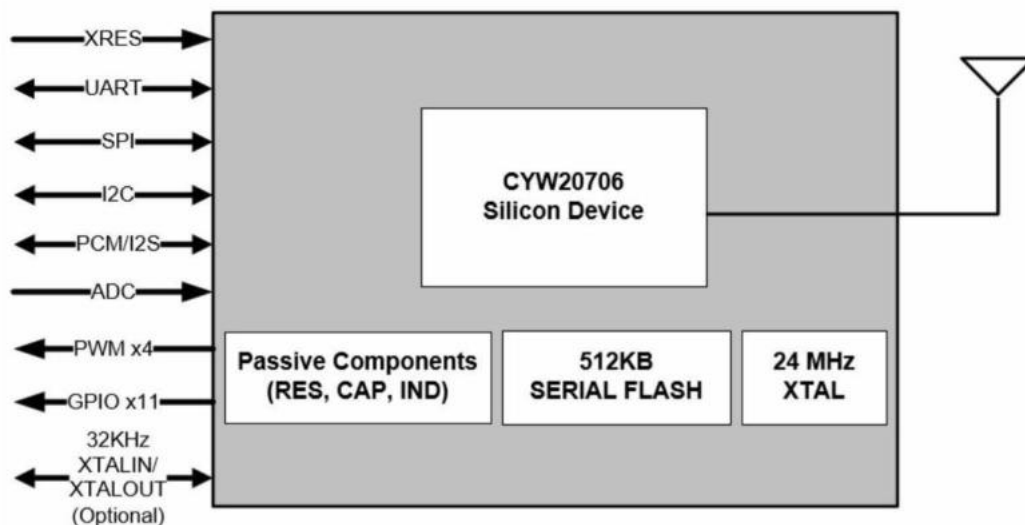 XRES
UART
SPI
I2C
PCM/I2S
ADC
PWM x4
GPIO x11
32KHz
XTALIN/
XTALOUT
(Optional)
CYW20706
Silicon Device
Passive Components
(RES, CAP, IND)
512KB
SERIAL FLASH
24 MHz
XTAL